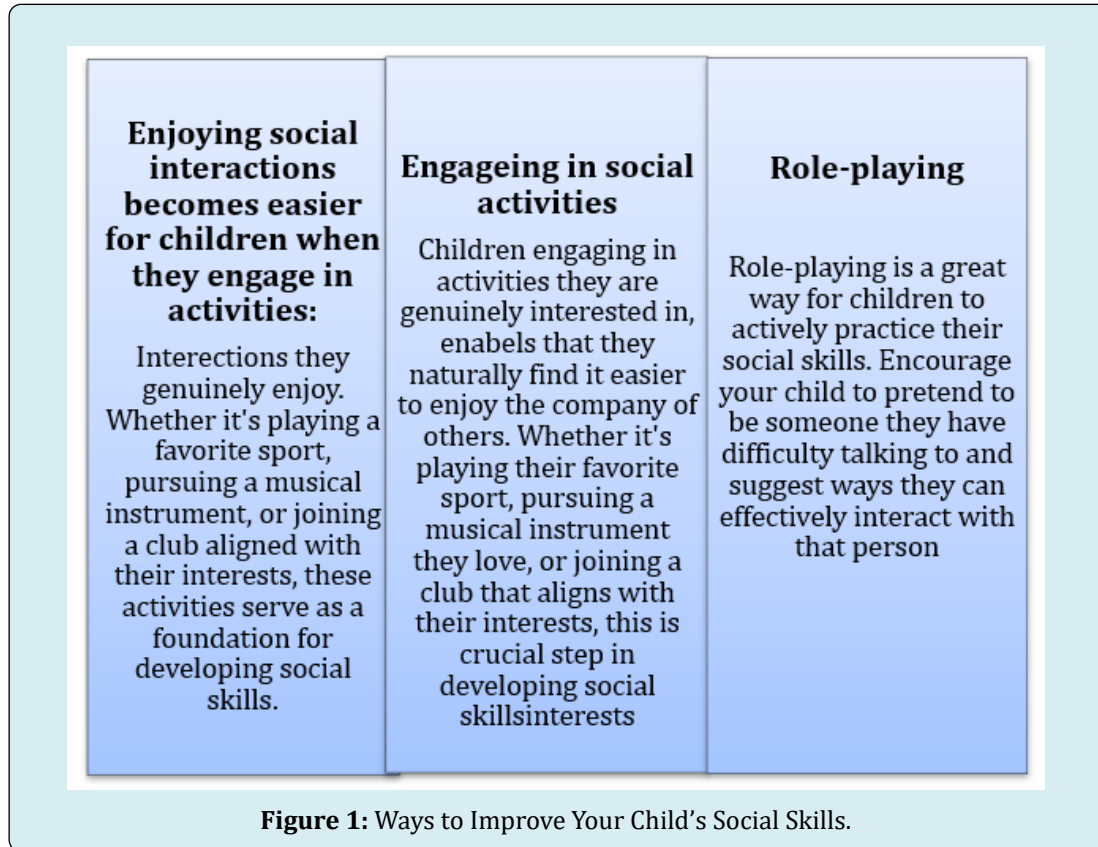 Enjoying social
interactions
becomes easier
for children when
they engage in
activities:
Interections they
genuinely enjoy.
Whether it's playing a
favorite sport,
pursuing a musical
instrument, or joining
a club aligned with
their interests, these
activities serve as a
foundation for
developing social
skills.
Engageing in social
activities
Children engaging in
activities they are
genuinely interested in,
enabels that they
naturally find it easier
to enjoy the company of
others. Whether it's
playing their favorite
sport, pursuing a
musical instrument
they love, or joining a
club that aligns with
their interests, this is
crucial step in
developing social
skillsinterests
Role-playing
Role-playing is a great
way for children to
actively practice their
social skills. Encourage
your child to pretend to
be someone they have
difficulty talking to and
suggest ways they can
effectively interact with
that person
Figure 1: Ways to Improve Your Child's Social Skills.